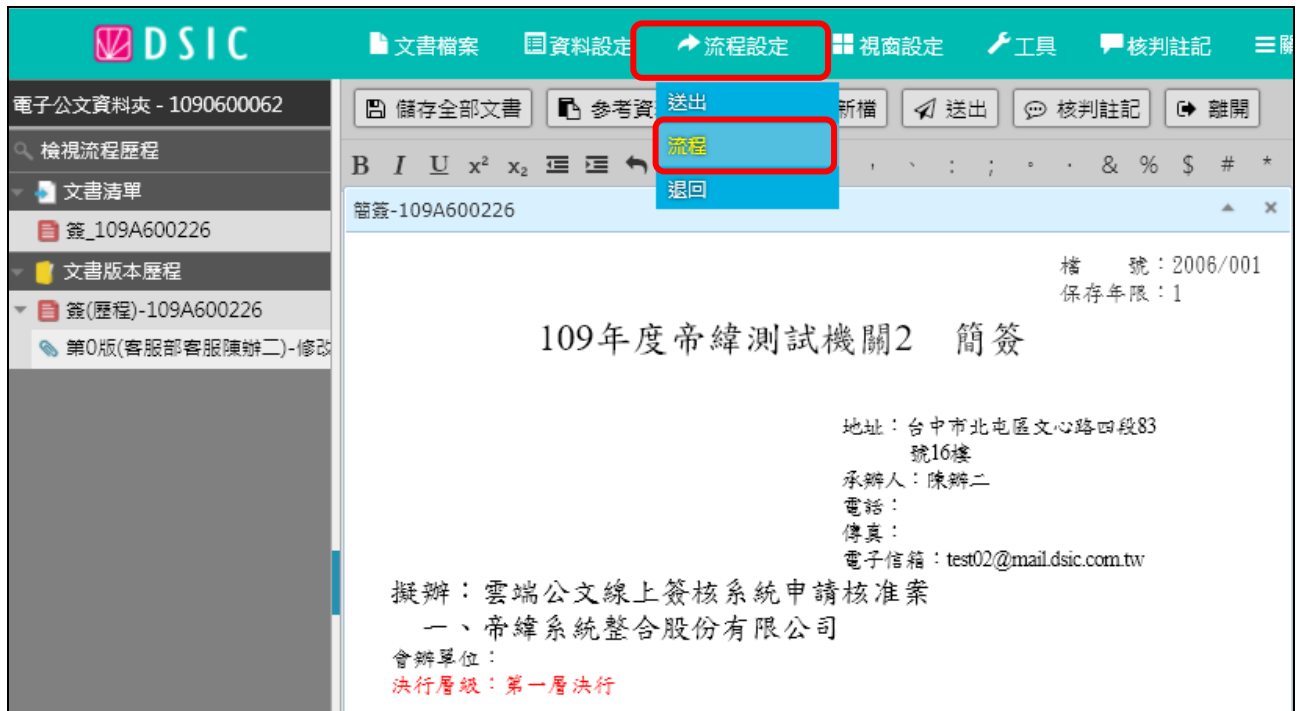 DSIC 文書檔案 資料設定 流程設定 視窗設定 工具 核判註記
電子公文資料夾 - 1090600062
檢視流程歷程
文書清單
簽_109A600226
文書版本歷程
簽(歷程)-109A600226
第0版(客服部客服陳辦二)-修改
儲存全部文書 參考資 新檔 送出 核判註記 離開
送出
流程
退回
B I U x² x₂ , 、 : ; 。 · & % $ # *
簡簽-109A600226
檔 號：2006/001
保存年限：1
109年度帝緯測試機關2 簡簽
地址：台中市北屯區文心路四段83
號16樓
承辦人：陳辦二
電話：
傳真：
電子信箱：test02@mail.dsic.com.tw
擬辦：雲端公文線上簽核系統申請核准案
一、帝緯系統整合股份有限公司
會辦單位：
決行層級：第一層決行